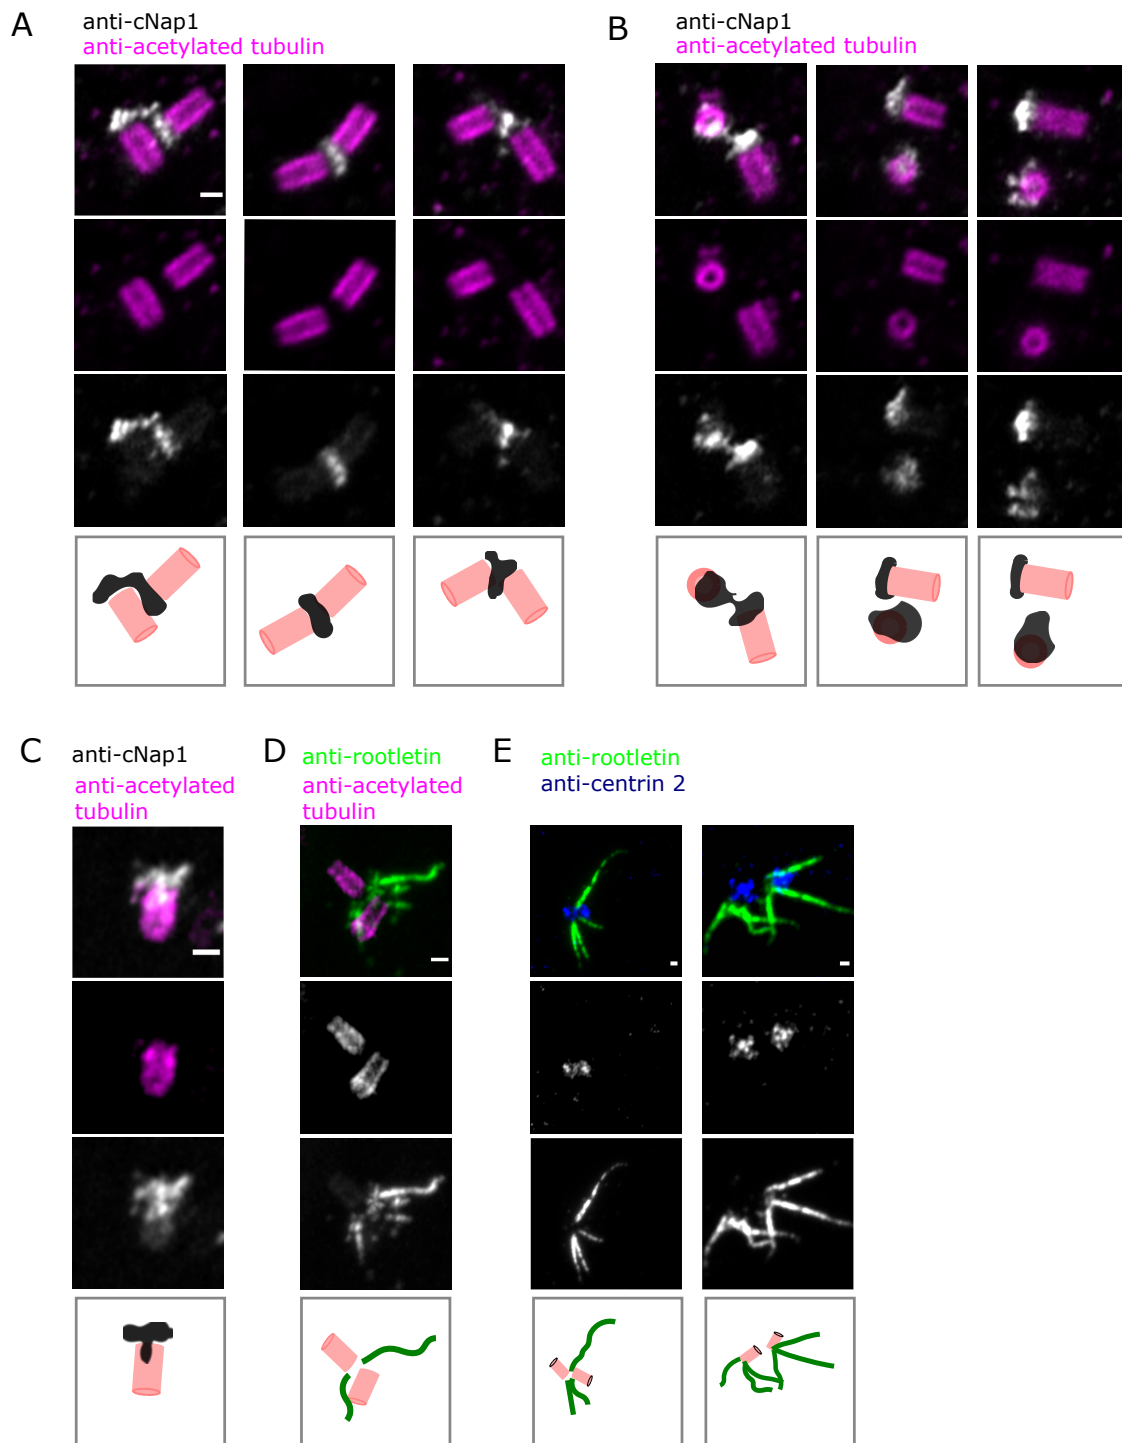 A
anti-cNap1
anti-acetylated tubulin
B
anti-cNap1
anti-acetylated tubulin
C
anti-cNap1
anti-acetylated
tubulin
D
anti-rootletin
anti-acetylated
tubulin
E
anti-rootletin
anti-centrin 2